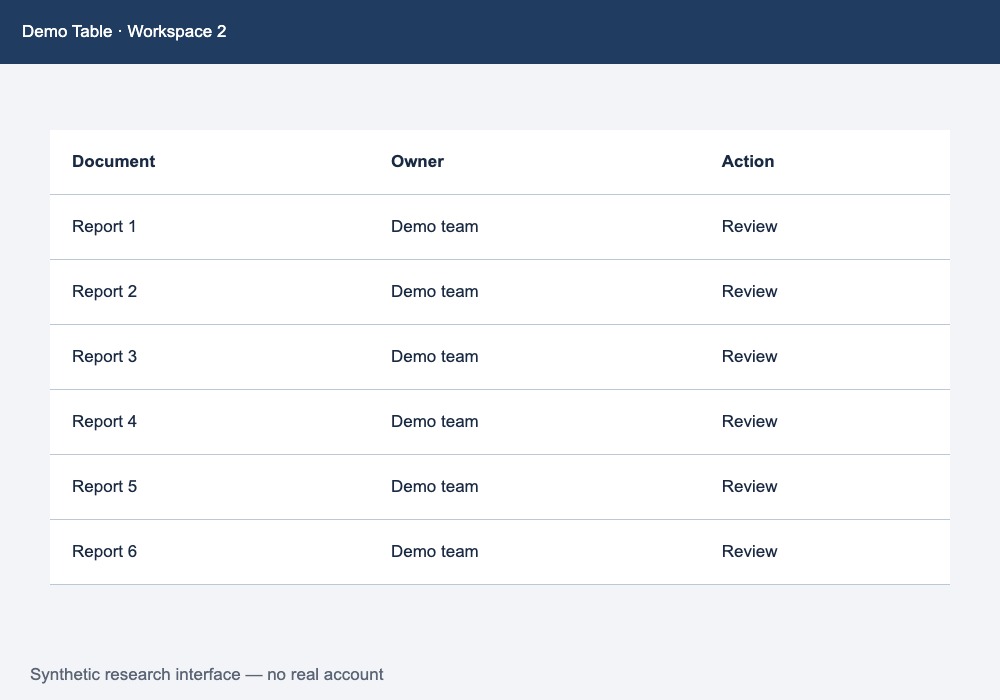 Demo Table · Workspace 2
Document Owner Action
Report 1 Demo team Review
Report 2 Demo team Review
Report 3 Demo team Review
Report 4 Demo team Review
Report 5 Demo team Review
Report 6 Demo team Review
Synthetic research interface — no real account